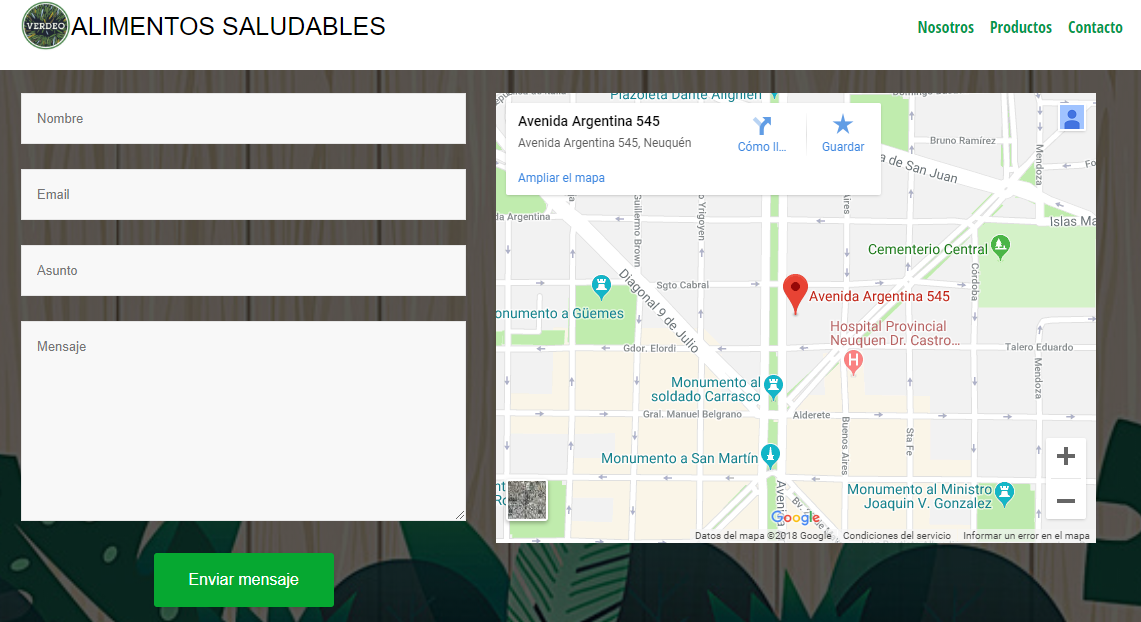 VERDEO
ALIMENTOS SALUDABLES
Nosotros
Productos
Contacto
Nombre
Email
Asunto
Mensaje
Enviar mensaje
Plazoleta Dante Alighieri
Avenida Argentina 545
Avenida Argentina 545, Neuquén
Ampliar el mapa
Cómo ll...
Guardar
Bruno Ramírez
Mendoza
a de San Juan
Islas Ma
da Argentina
Guillermo Brown
o Yrigoyen
Aires
Cementerio Central
Córdoba
Sgto Cabral
Diagonal 9 de Julio
onumento a Güemes
Avenida Argentina 545
Hospital Provincial
Neuquen Dr. Castro...
Gdor. Elordi
Talero Eduardo
Mendoza
Monumento al
soldado Carrasco
Gral. Manuel Belgrano
Alderete
Buenos Aires
Sta Fe
Monumento a San Martín
Monumento al Ministro
Joaquin V. Gonzalez
Avenida
Google
Datos del mapa ©2018 Google
Condiciones del servicio
Informar un error en el mapa